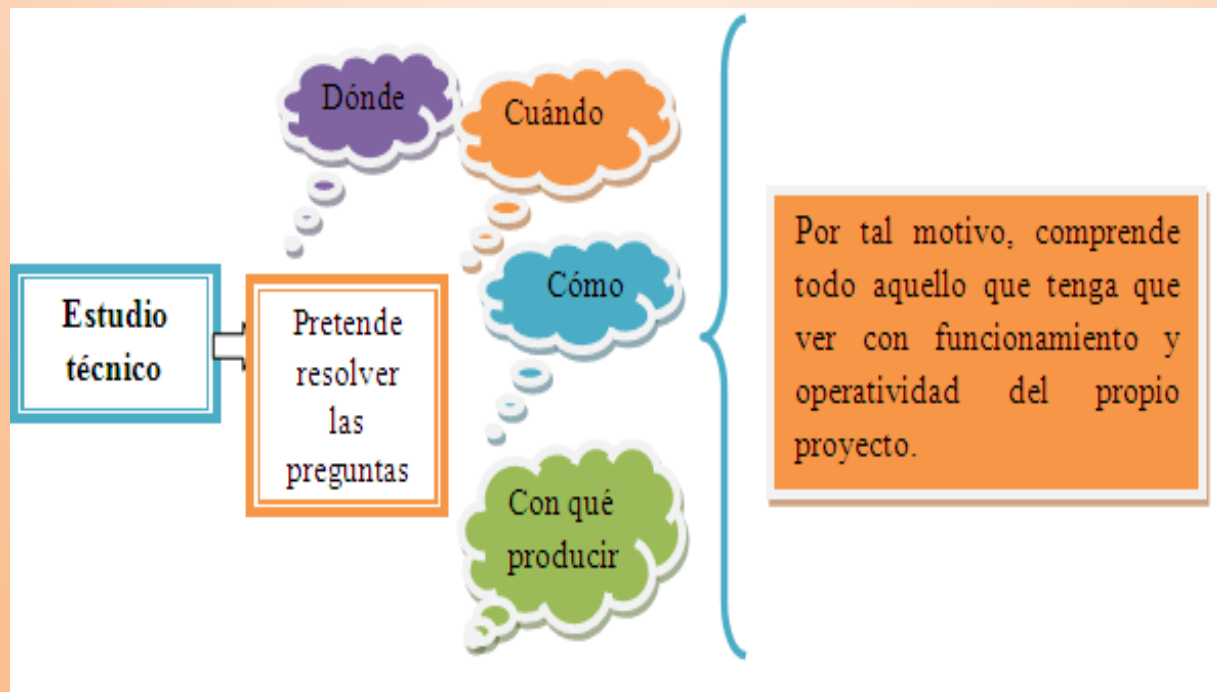 Estudio
técnico
Pretende
resolver
las
preguntas
Dónde
Cuándo
Cómo
Con qué
producir
Por tal motivo, comprende
todo aquello que tenga que
ver con funcionamiento y
operatividad del propio
proyecto.